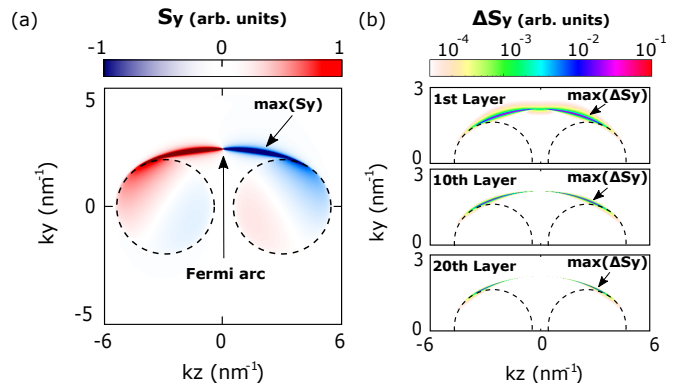 (a)
Sy (arb. units)
-1 0 1
5
0
-5
ky (nm⁻¹)
max(Sy)
Fermi arc
-6 0 6
kz (nm⁻¹)
(b)
ΔSy (arb. units)
10⁻⁴ 10⁻³ 10⁻² 10⁻¹
3
1st Layer max(ΔSy)
0
3
10th Layer max(ΔSy)
0
3
20th Layer max(ΔSy)
0
ky (nm⁻¹)
-6 0 6
kz (nm⁻¹)